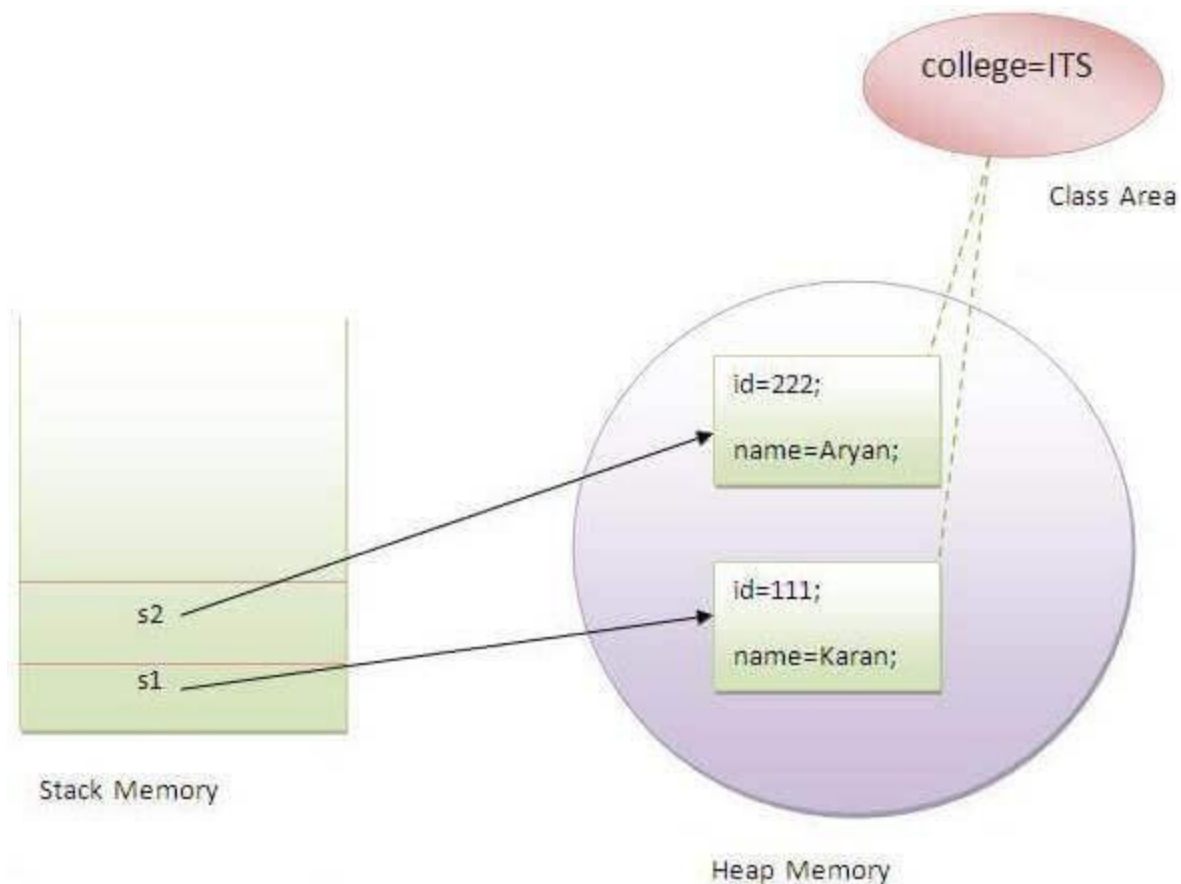 college=ITS
Class Area
id=222;
name=Aryan;
s2
id=111;
name=Karan;
s1
Stack Memory
Heap Memory